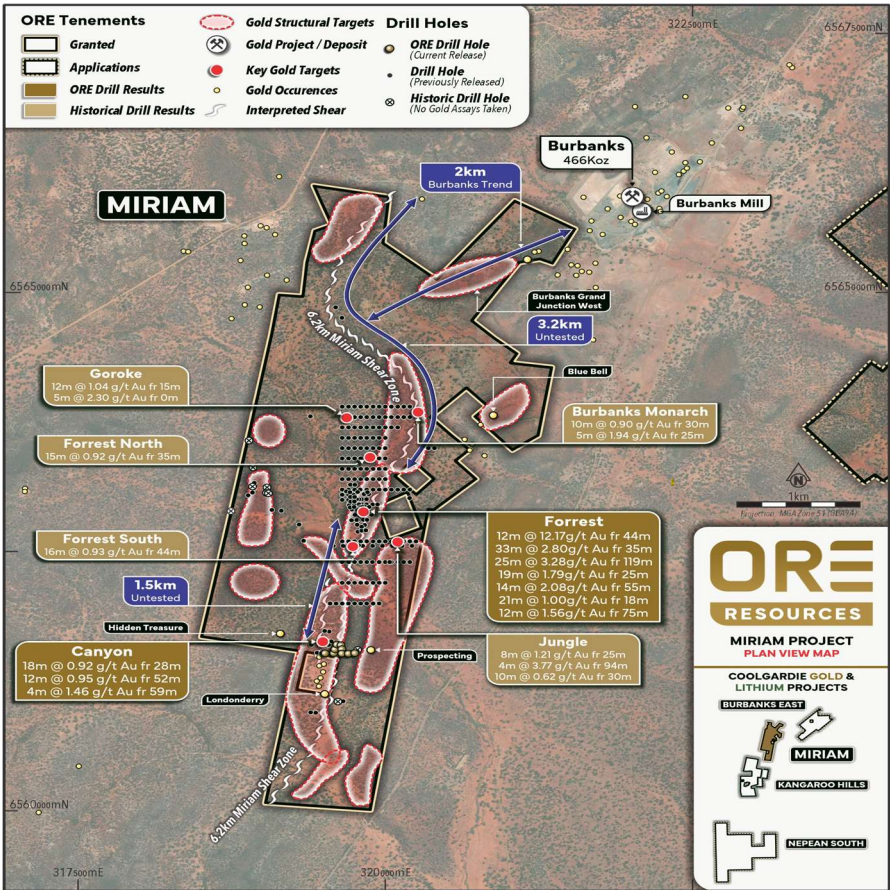 ORE Tenements
Granted
Applications
ORE Drill Results
Historical Drill Results
Gold Structural Targets
Gold Project / Deposit
Key Gold Targets
Gold Occurences
Interpreted Shear
Drill Holes
ORE Drill Hole
(Current Release)
Drill Hole
(Previously Released)
Historic Drill Hole
(No Gold Assays Taken)
322500mE
6567500mN
Burbanks
466Koz
Burbanks Mill
2km
Burbanks Trend
MIRIAM
6565000mN
6565000mN
Burbanks Grand
Junction West
3.2km
Untested
6.2km Miriam Shear Zone
Blue Bell
Goroke
12m @ 1.04 g/t Au fr 15m
5m @ 2.30 g/t Au fr 0m
Burbanks Monarch
10m @ 0.90 g/t Au fr 30m
5m @ 1.94 g/t Au fr 25m
Forrest North
15m @ 0.92 g/t Au fr 35m
N
1km
Forrest South
16m @ 0.93 g/t Au fr 44m
Forrest
12m @ 12.17g/t Au fr 44m
33m @ 2.80g/t Au fr 35m
25m @ 3.28g/t Au fr 119m
19m @ 1.79g/t Au fr 25m
14m @ 2.08g/t Au fr 55m
21m @ 1.00g/t Au fr 18m
12m @ 1.56g/t Au fr 75m
1.5km
Untested
Hidden Treasure
Canyon
18m @ 0.92 g/t Au fr 28m
12m @ 0.95 g/t Au fr 52m
4m @ 1.46 g/t Au fr 59m
Jungle
8m @ 1.21 g/t Au fr 25m
4m @ 3.77 g/t Au fr 94m
10m @ 0.62 g/t Au fr 30m
Prospecting
Londonderry
6.2km Miriam Shear Zone
6560000mN
317500mE
320000mE
ORE
RESOURCES
MIRIAM PROJECT
PLAN VIEW MAP
COOLGARDIE GOLD &
LITHIUM PROJECTS
BURBANKS EAST
MIRIAM
KANGAROO HILLS
NEPEAN SOUTH